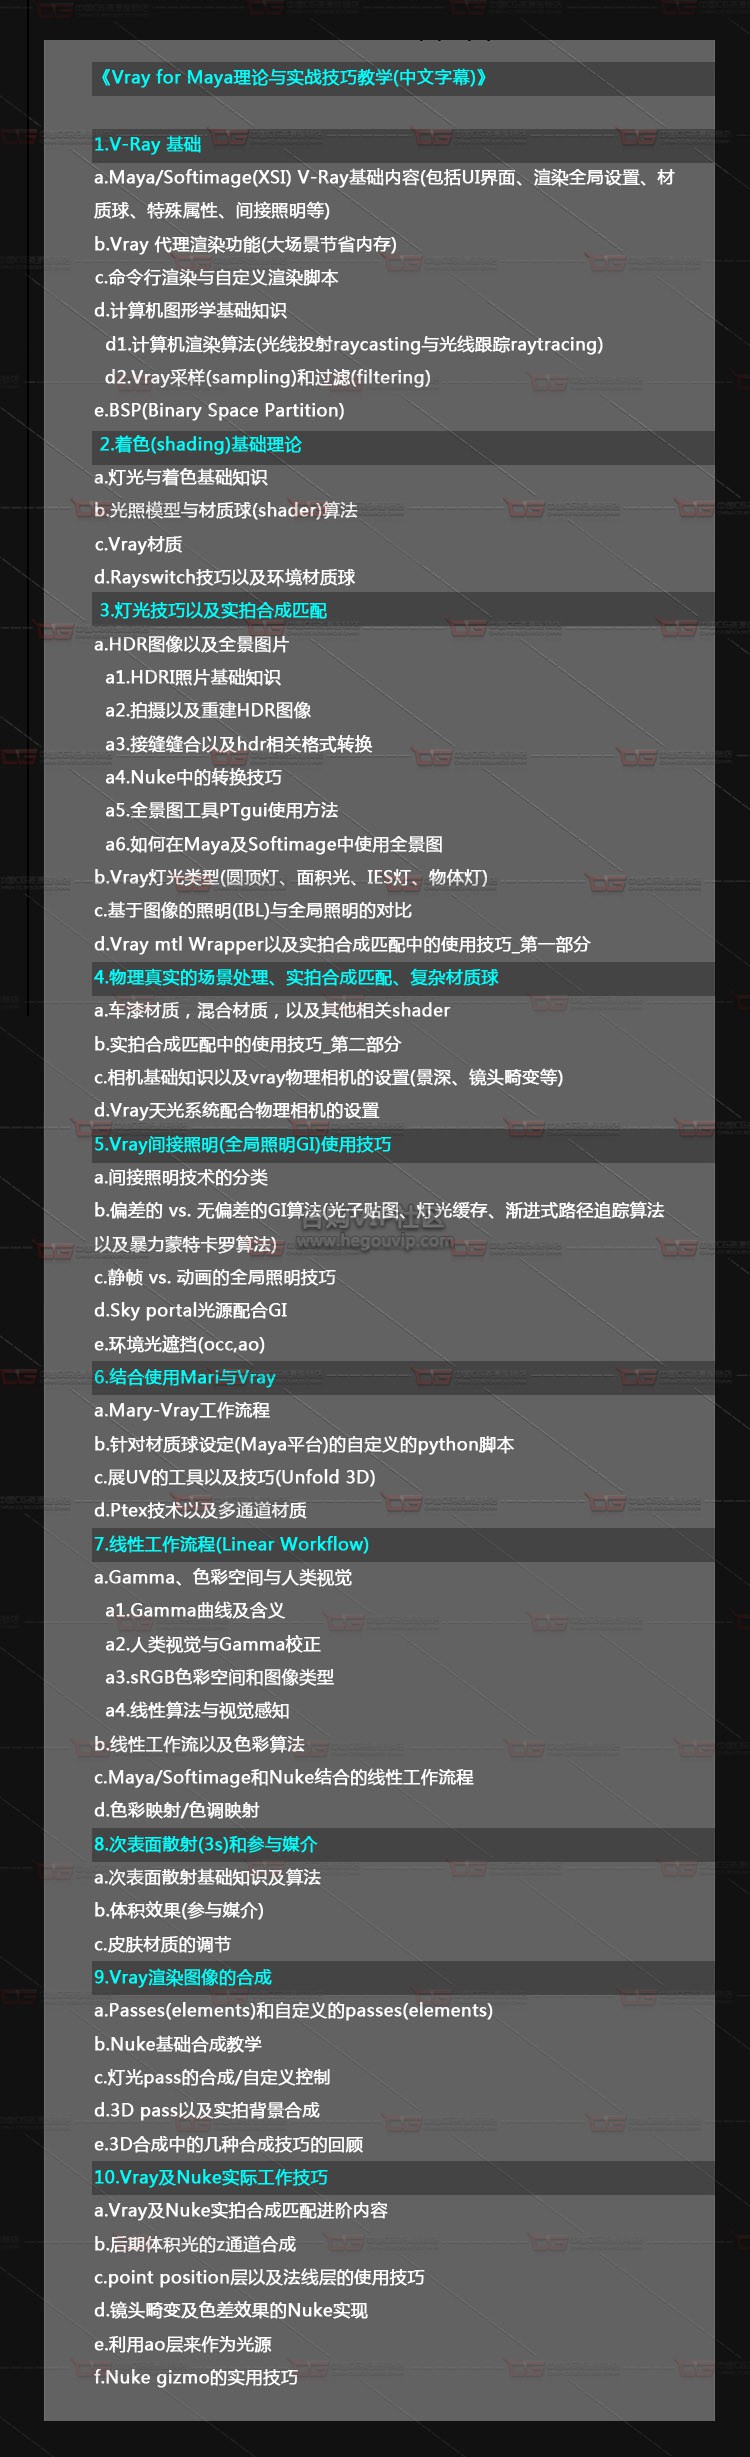 《Vray for Maya理论与实战技巧教学(中文字幕)》
1.V-Ray 基础
a.Maya/Softimage(XSI) V-Ray基础内容(包括UI界面、渲染全局设置、材
质球、特殊属性、间接照明等)
b.Vray 代理渲染功能(大场景节省内存)
c.命令行渲染与自定义渲染脚本
d.计算机图形学基础知识
d1.计算机渲染算法(光线投射raycasting与光线跟踪raytracing)
d2.Vray采样(sampling)和过滤(filtering)
e.BSP(Binary Space Partition)
2.着色(shading)基础理论
a.灯光与着色基础知识
b.光照模型与材质球(shader)算法
c.Vray材质
d.Rayswitch技巧以及环境材质球
3.灯光技巧以及实拍合成匹配
a.HDR图像以及全景图片
a1.HDRI照片基础知识
a2.拍摄以及重建HDR图像
a3.接缝缝合以及hdr相关格式转换
a4.Nuke中的转换技巧
a5.全景图工具PTgui使用方法
a6.如何在Maya及Softimage中使用全景图
b.Vray灯光类型(圆顶灯、面积光、IES灯、物体灯)
c.基于图像的照明(IBL)与全局照明的对比
d.Vray mtl Wrapper以及实拍合成匹配中的使用技巧_第一部分
4.物理真实的场景处理、实拍合成匹配、复杂材质球
a.车漆材质，混合材质，以及其他相关shader
b.实拍合成匹配中的使用技巧_第二部分
c.相机基础知识以及vray物理相机的设置(景深、镜头畸变等)
d.Vray天光系统配合物理相机的设置
5.Vray间接照明(全局照明GI)使用技巧
a.间接照明技术的分类
b.偏差的 vs. 无偏差的GI算法(光子贴图、灯光缓存、渐进式路径追踪算法
以及暴力蒙特卡罗算法)
www.hegouvip.com
c.静帧 vs. 动画的全局照明技巧
d.Sky portal光源配合GI
e.环境光遮挡(occ,ao)
6.结合使用Mari与Vray
a.Mary-Vray工作流程
b.针对材质球设定(Maya平台)的自定义的python脚本
c.展UV的工具以及技巧(Unfold 3D)
d.Ptex技术以及多通道材质
7.线性工作流程(Linear Workflow)
a.Gamma、色彩空间与人类视觉
a1.Gamma曲线及含义
a2.人类视觉与Gamma校正
a3.sRGB色彩空间和图像类型
a4.线性算法与视觉感知
b.线性工作流以及色彩算法
c.Maya/Softimage和Nuke结合的线性工作流程
d.色彩映射/色调映射
8.次表面散射(3s)和参与媒介
a.次表面散射基础知识及算法
b.体积效果(参与媒介)
c.皮肤材质的调节
9.Vray渲染图像的合成
a.Passes(elements)和自定义的passes(elements)
b.Nuke基础合成教学
c.灯光pass的合成/自定义控制
d.3D pass以及实拍背景合成
e.3D合成中的几种合成技巧的回顾
10.Vray及Nuke实际工作技巧
a.Vray及Nuke实拍合成匹配进阶内容
b.后期体积光的z通道合成
c.point position层以及法线层的使用技巧
d.镜头畸变及色差效果的Nuke实现
e.利用ao层来作为光源
f.Nuke gizmo的实用技巧